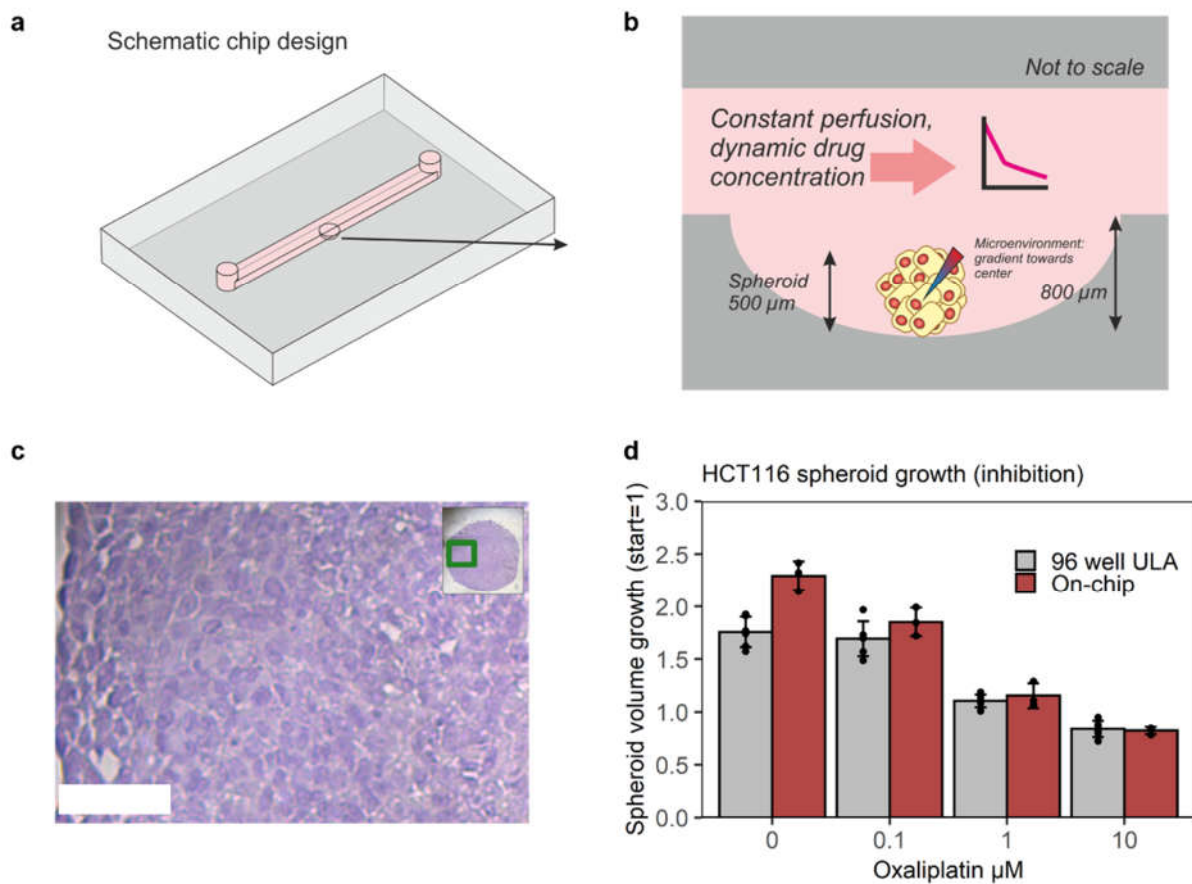 a
Schematic chip design
b
Not to scale
Constant perfusion,
dynamic drug
concentration
Microenvironment:
gradient towards
center
Spheroid
500 µm
800 µm
c
d
HCT116 spheroid growth (inhibition)
Spheroid volume growth (start=1)
3.0
2.5
2.0
1.5
1.0
0.5
0.0
96 well ULA
On-chip
0 0.1 1 10
Oxaliplatin µM